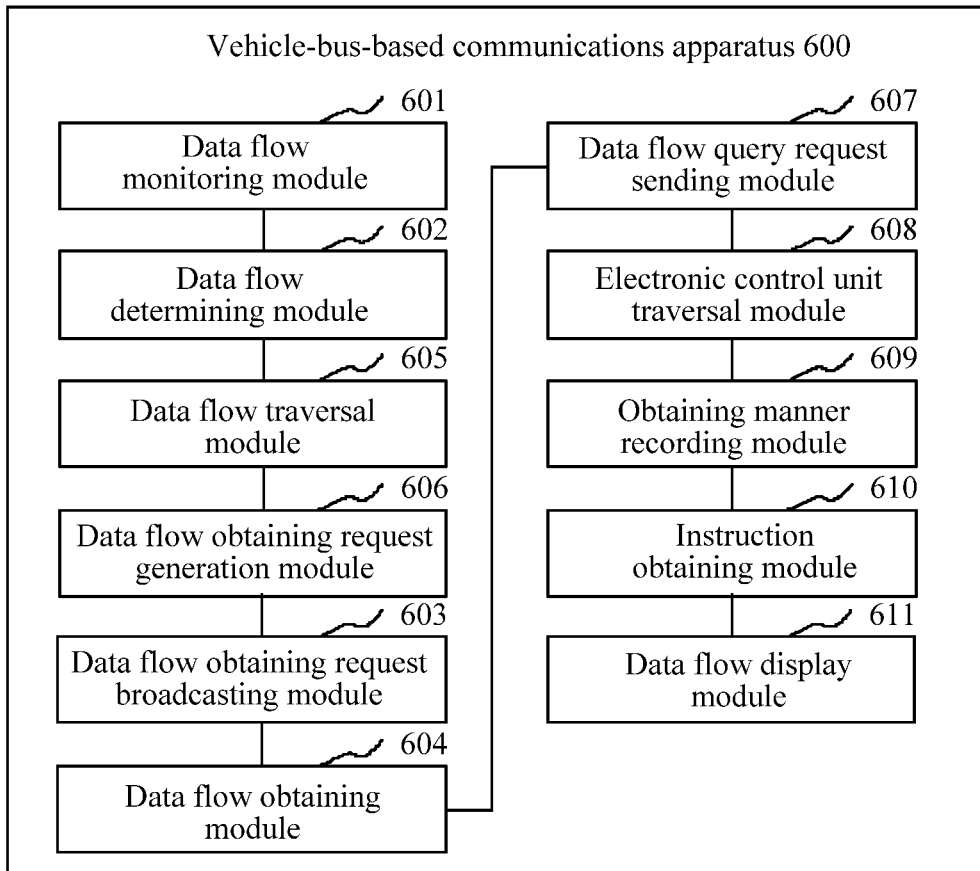 Vehicle-bus-based communications apparatus 600
601
Data flow
monitoring module
602
Data flow
determining module
605
Data flow traversal
module
606
Data flow obtaining request
generation module
603
Data flow obtaining request
broadcasting module
604
Data flow obtaining
module
607
Data flow query request
sending module
608
Electronic control unit
traversal module
609
Obtaining manner
recording module
610
Instruction
obtaining module
611
Data flow display
module